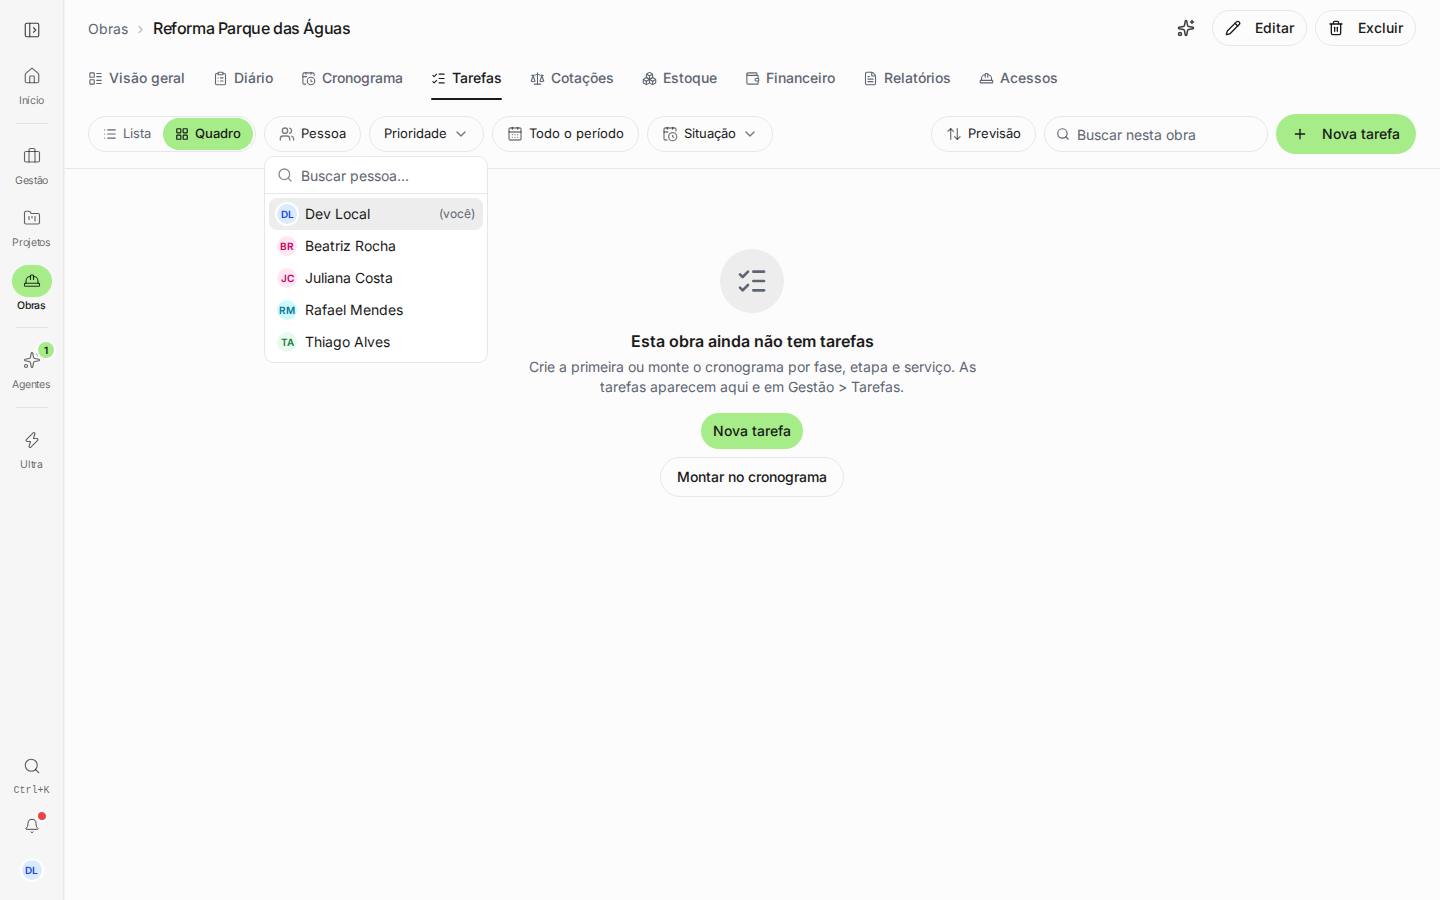 Obras
Reforma Parque das Águas
Editar
Excluir
Visão geral
Diário
Cronograma
Tarefas
Cotações
Estoque
Financeiro
Relatórios
Acessos
Lista
Quadro
Pessoa
Prioridade
Todo o período
Situação
Previsão
Buscar nesta obra
Nova tarefa
Buscar pessoa...
DL Dev Local (você)
BR Beatriz Rocha
JC Juliana Costa
RM Rafael Mendes
TA Thiago Alves
Esta obra ainda não tem tarefas
Crie a primeira ou monte o cronograma por fase, etapa e serviço. As
tarefas aparecem aqui e em Gestão > Tarefas.
Nova tarefa
Montar no cronograma
Início
Gestão
Projetos
Obras
1
Agentes
Ultra
Ctrl+K
DL